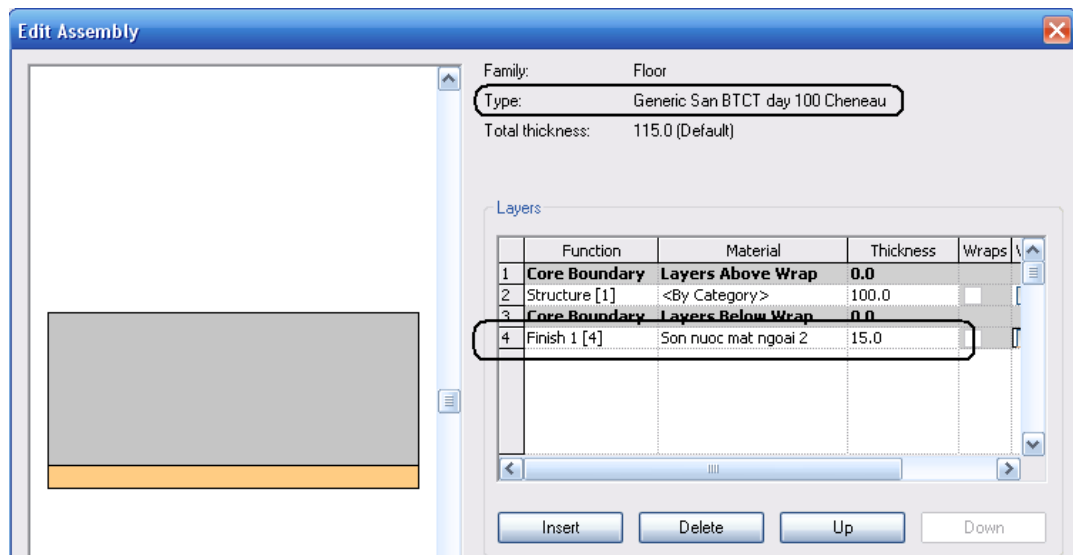 Edit Assembly
Family: Floor
Type: Generic San BTCT day 100 Cheneau
Total thickness: 115.0 (Default)
Layers
Function Material Thickness Wraps
1 Core Boundary Layers Above Wrap 0.0
2 Structure [1] <By Category> 100.0
3 Core Boundary Layers Below Wrap 0.0
4 Finish 1 [4] Son nuoc mat ngoai 2 15.0
Insert Delete Up Down